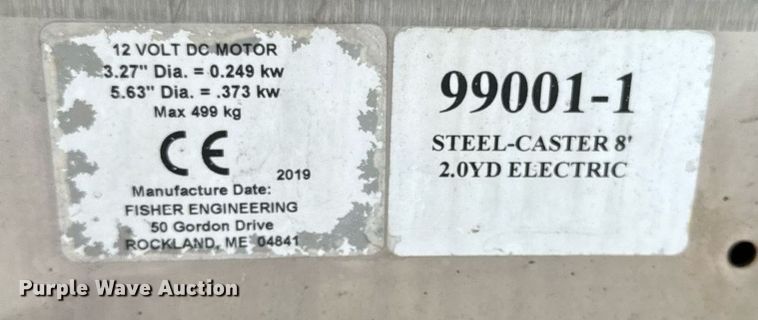 12 VOLT DC MOTOR
3.27" Dia. = 0.249 kw
5.63" Dia. = .373 kw
Max 499 kg
CE
2019
Manufacture Date:
FISHER ENGINEERING
50 Gordon Drive
ROCKLAND, ME 04841
99001-1
STEEL-CASTER 8'
2.0YD ELECTRIC
Purple Wave Auction